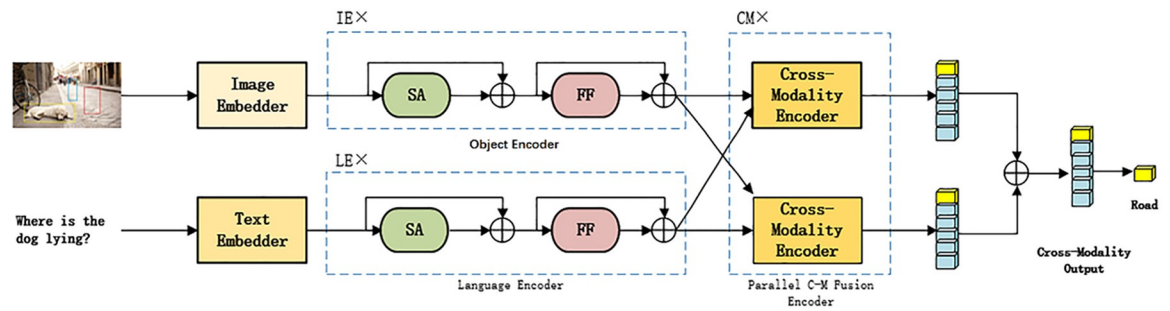 IE×
CM×
Image
Embedder
SA
FF
Cross-
Modality
Encoder
Object Encoder
LE×
Where is the
dog lying?
Text
Embedder
SA
FF
Cross-
Modality
Encoder
Road
Language Encoder
Parallel C-M Fusion
Encoder
Cross-Modality
Output